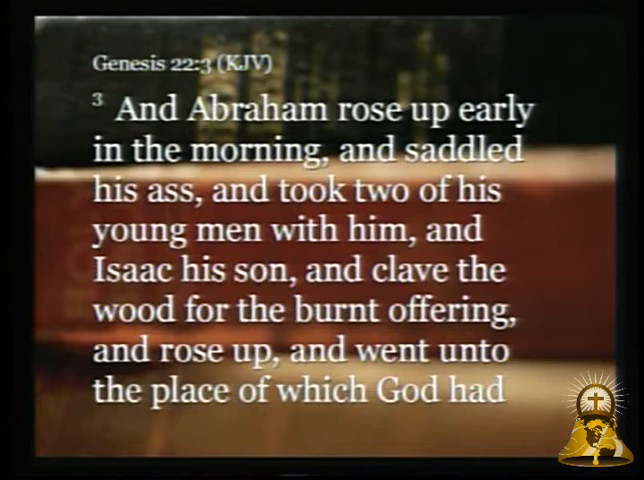 Genesis 22:3 (KJV)
3 And Abraham rose up early
in the morning, and saddled
his ass, and took two of his
young men with him, and
Isaac his son, and clave the
wood for the burnt offering,
and rose up, and went unto
the place of which God had